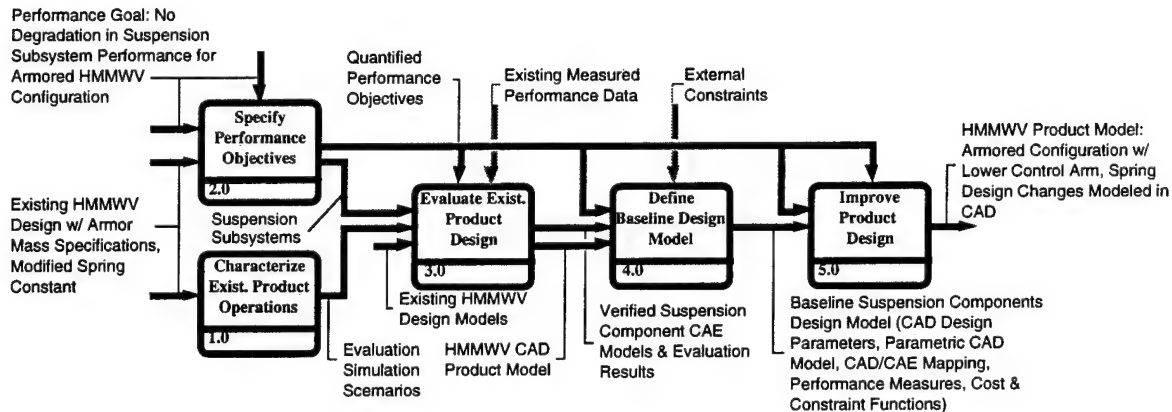 Performance Goal: No
Degradation in Suspension
Subsystem Performance for
Armored HMMWV
Configuration
Quantified
Performance
Objectives
Existing Measured
Performance Data
External
Constraints
Specify
Performance
Objectives
2.0
HMMWV Product Model:
Armored Configuration w/
Lower Control Arm, Spring
Design Changes Modeled in
CAD
Existing HMMWV
Design w/ Armor
Mass Specifications,
Modified Spring
Constant
Suspension
Subsystems
Evaluate Exist.
Product
Design
3.0
Define
Baseline Design
Model
4.0
Improve
Product
Design
5.0
Characterize
Exist. Product
Operations
1.0
Existing HMMWV
Design Models
Evaluation
Simulation
Scemarios
HMMWV CAD
Product Model
Verified Suspension
Component CAE
Models & Evaluation
Results
Baseline Suspension Components
Design Model (CAD Design
Parameters, Parametric CAD
Model, CAD/CAE Mapping,
Performance Measures, Cost &
Constraint Functions)